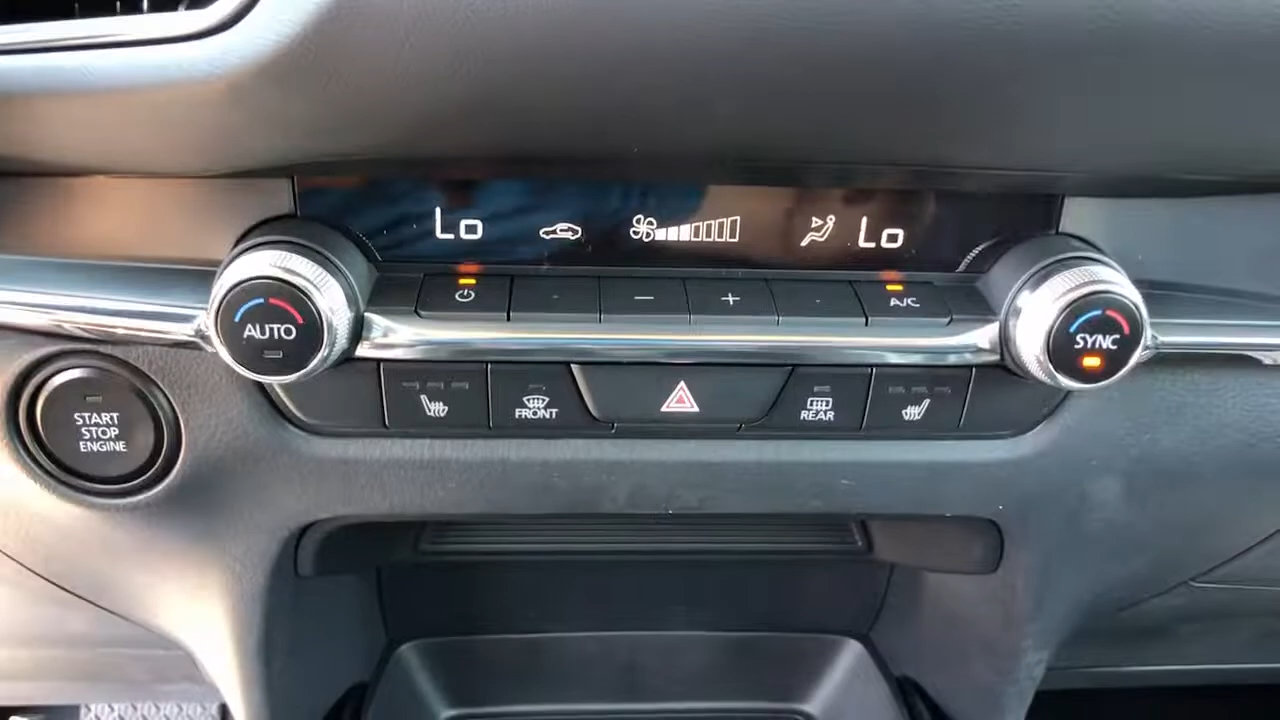 Lo
Lo
− +
A/C
AUTO
SYNC
START
STOP
ENGINE
FRONT
REAR